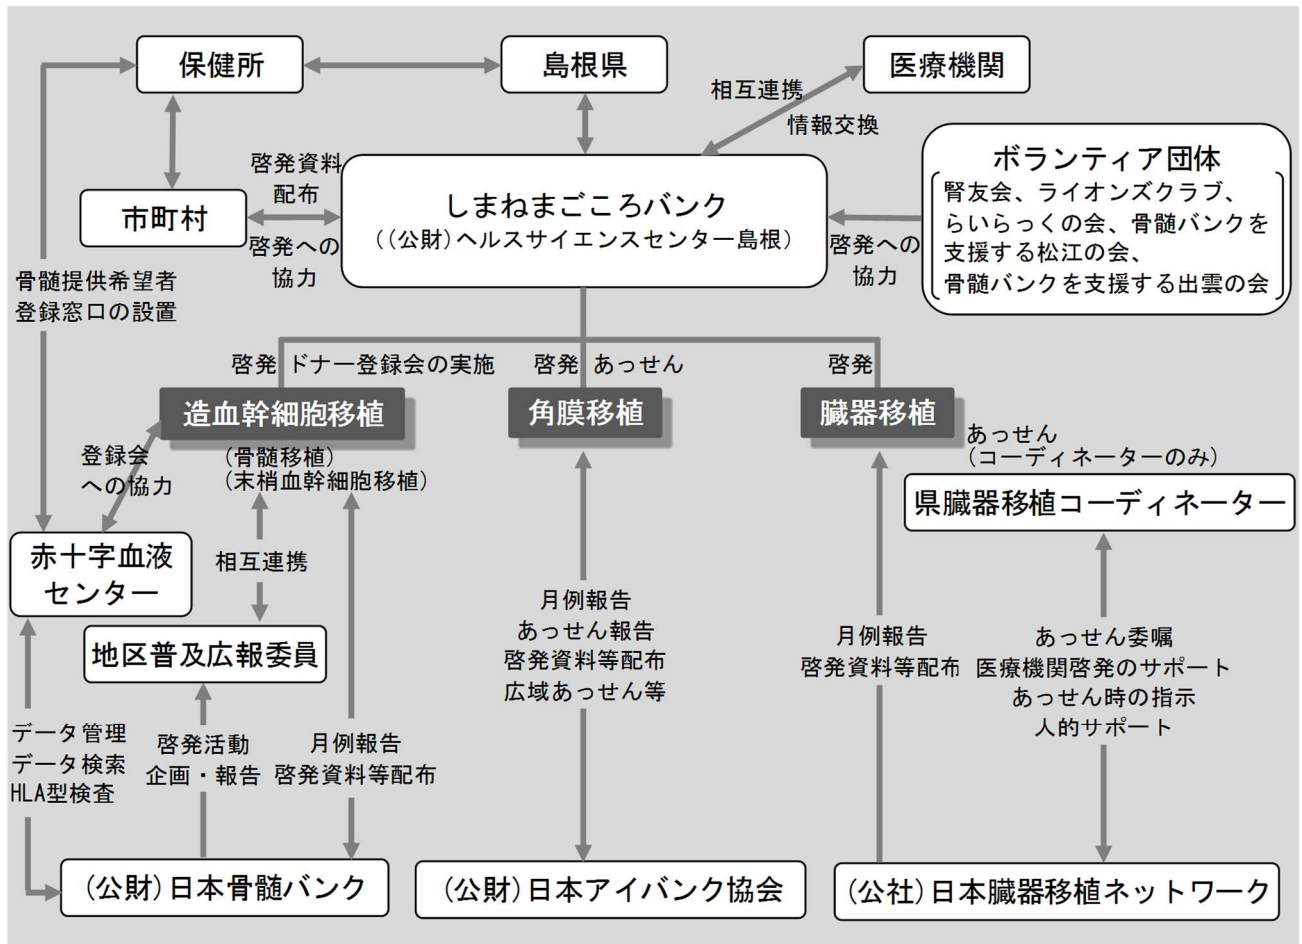 保健所
島根県
医療機関
相互連携
情報交換
啓発資料
配布
市町村
啓発への
協力
しまねまごころバンク
((公財)ヘルスサイエンスセンター島根)
ボランティア団体
腎友会、ライオンズクラブ、
らいらっくの会、骨髄バンクを
支援する松江の会、
骨髄バンクを支援する出雲の会
啓発への
協力
骨髄提供希望者
登録窓口の設置
啓発 ドナー登録会の実施
啓発 あっせん
啓発
造血幹細胞移植
角膜移植
臓器移植
(骨髄移植)
(末梢血幹細胞移植)
登録会
への協力
あっせん
(コーディネーターのみ)
県臓器移植コーディネーター
赤十字血液
センター
相互連携
地区普及広報委員
月例報告
あっせん報告
啓発資料等配布
広域あっせん等
月例報告
啓発資料等配布
あっせん委嘱
医療機関啓発のサポート
あっせん時の指示
人的サポート
データ管理
データ検索
HLA型検査
啓発活動
企画・報告
月例報告
啓発資料等配布
(公財)日本骨髄バンク
(公財)日本アイバンク協会
(公社)日本臓器移植ネットワーク